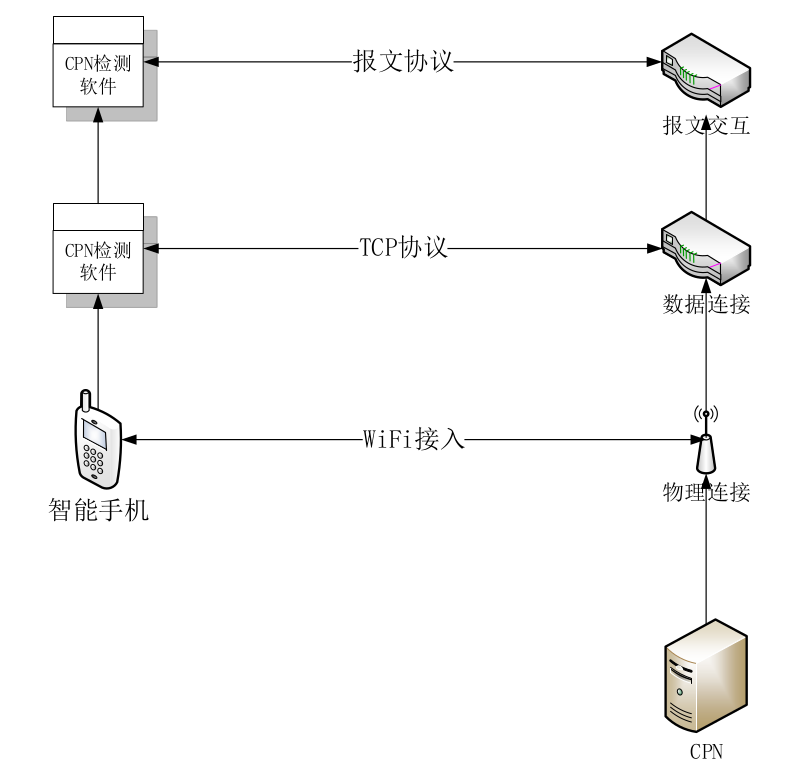 CPN检测
软件
报文协议
报文交互
CPN检测
软件
TCP协议
数据连接
WiFi接入
智能手机
物理连接
CPN